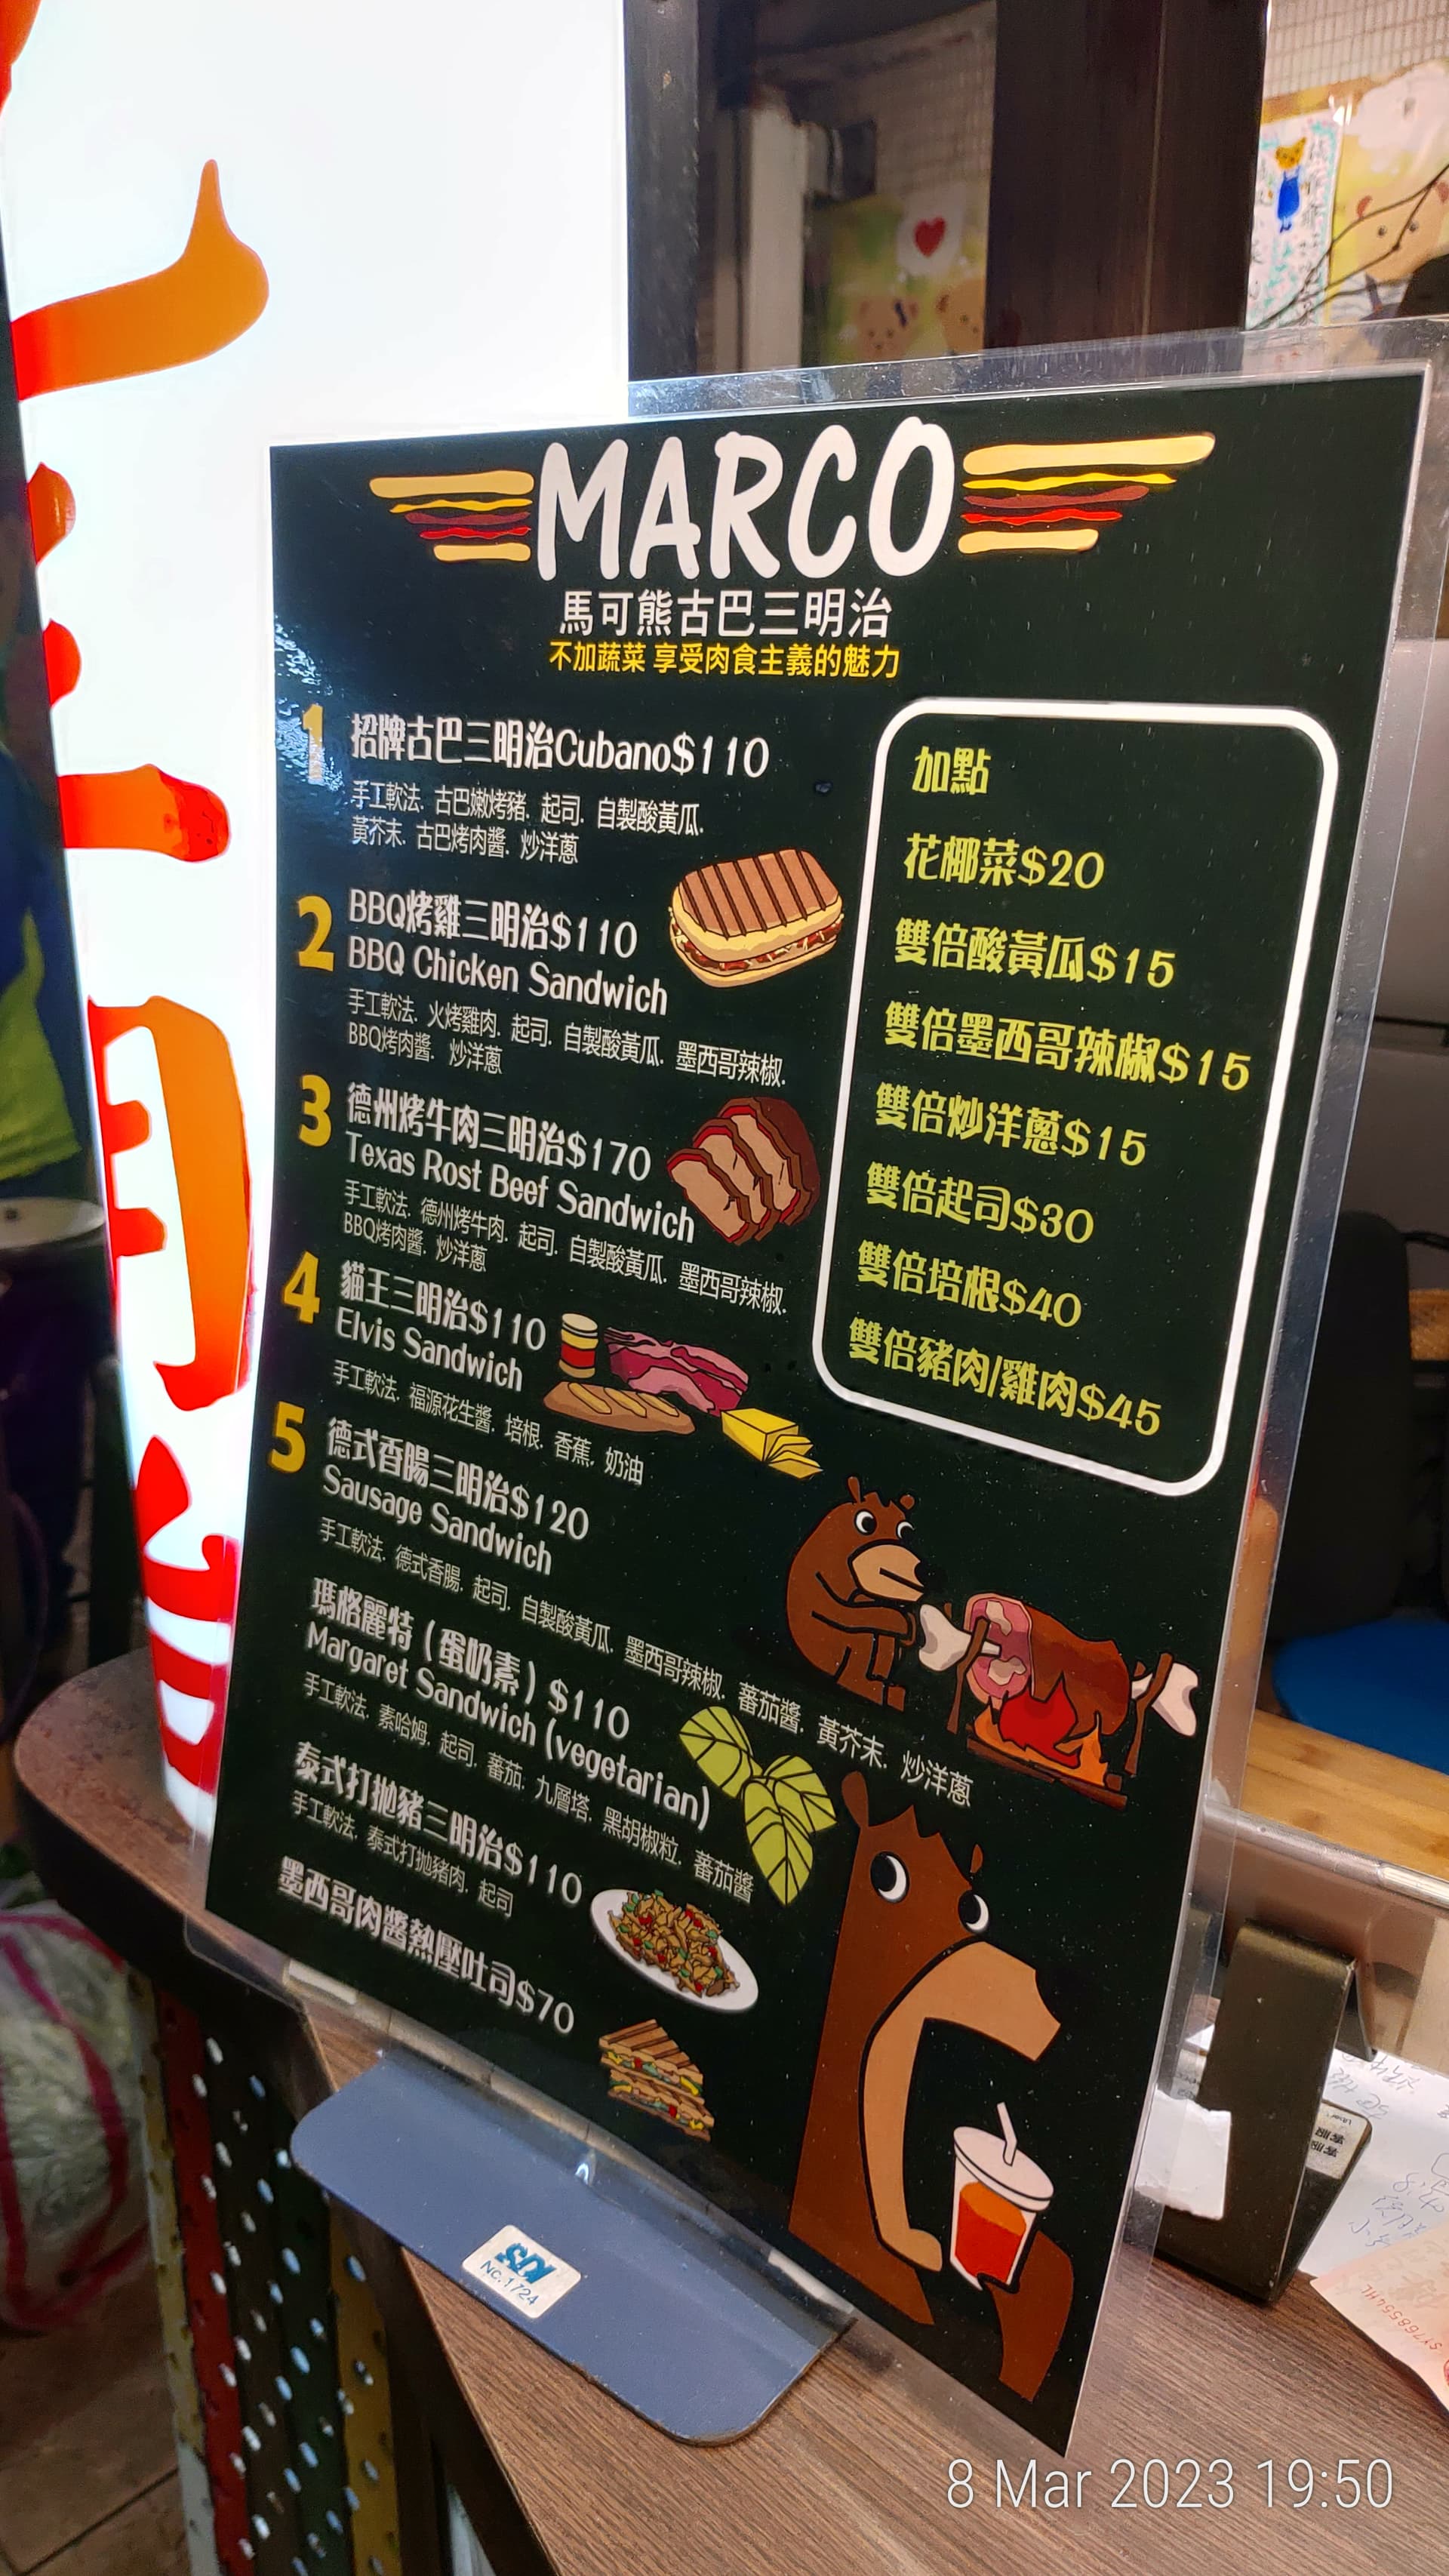 MARCO
馬可熊古巴三明治
不加蔬菜 享受肉食主義的魅力
1 招牌古巴三明治Cubano$110
手工軟法. 古巴嫩烤豬. 起司. 自製酸黃瓜.
黃芥末. 古巴烤肉醬. 炒洋蔥
2 BBQ烤雞三明治$110
BBQ Chicken Sandwich
手工軟法. 火烤雞肉. 起司. 自製酸黃瓜. 墨西哥辣椒.
BBQ烤肉醬. 炒洋蔥
3 德州烤牛肉三明治$170
Texas Rost Beef Sandwich
手工軟法. 德州烤牛肉. 起司. 自製酸黃瓜. 墨西哥辣椒.
BBQ烤肉醬. 炒洋蔥
4 貓王三明治$110
Elvis Sandwich
手工軟法. 福源花生醬. 培根. 香蕉. 奶油
5 德式香腸三明治$120
Sausage Sandwich
手工軟法. 德式香腸. 起司. 自製酸黃瓜. 墨西哥辣椒. 蕃茄醬. 黃芥末. 炒洋蔥
瑪格麗特(蛋奶素) $110
Margaret Sandwich (vegetarian)
手工軟法. 素哈姆. 起司. 蕃茄. 九層塔. 黑胡椒粒. 蕃茄醬
泰式打拋豬三明治$110
手工軟法. 泰式打拋豬肉. 起司
墨西哥肉醬熱壓吐司$70
加點
花椰菜$20
雙倍酸黃瓜$15
雙倍墨西哥辣椒$15
雙倍炒洋蔥$15
雙倍起司$30
雙倍培根$40
雙倍豬肉/雞肉$45
NC.1724
8 Mar 2023 19:50